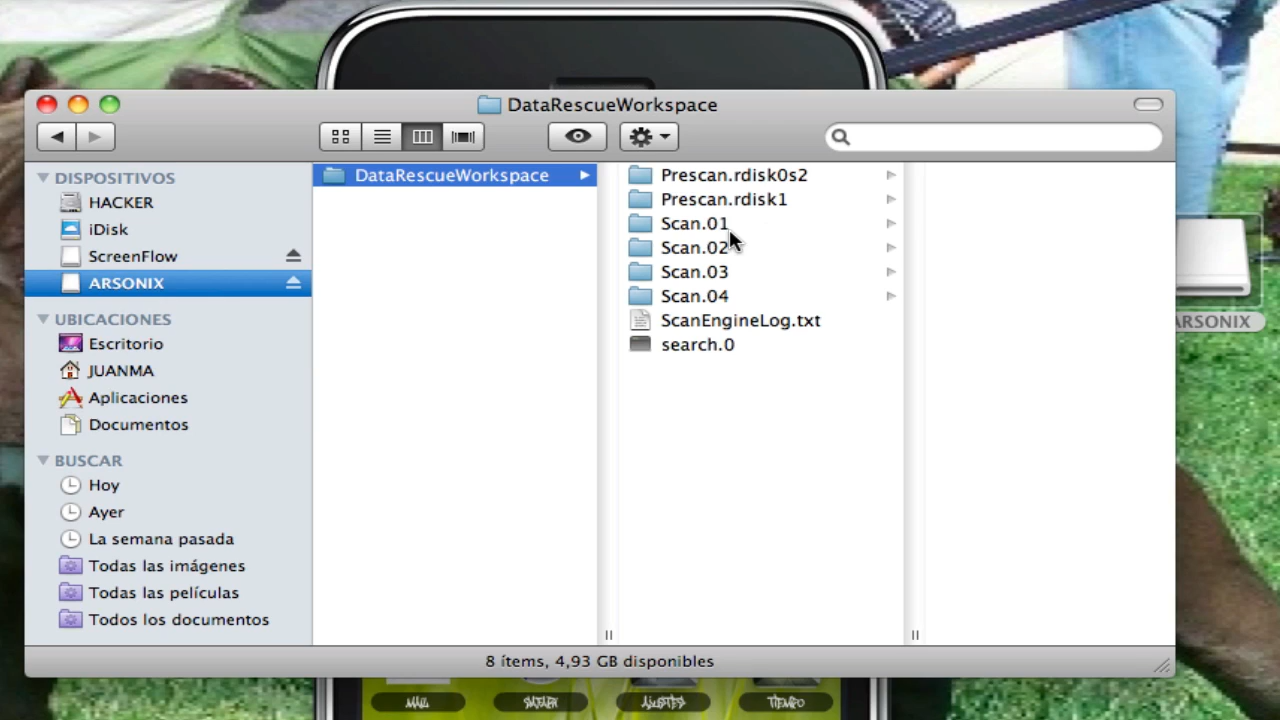 DataRescueWorkspace
DISPOSITIVOS
HACKER
iDisk
ScreenFlow
ARSONIX
UBICACIONES
Escritorio
JUANMA
Aplicaciones
Documentos
BUSCAR
Hoy
Ayer
La semana pasada
Todas las imágenes
Todas las películas
Todos los documentos
DataRescueWorkspace
Prescan.rdisk0s2
Prescan.rdisk1
Scan.01
Scan.02
Scan.03
Scan.04
ScanEngineLog.txt
search.0
ARSONIX
8 ítems, 4,93 GB disponibles
MAIL
SAFARI
AJUSTES
TIEMPO